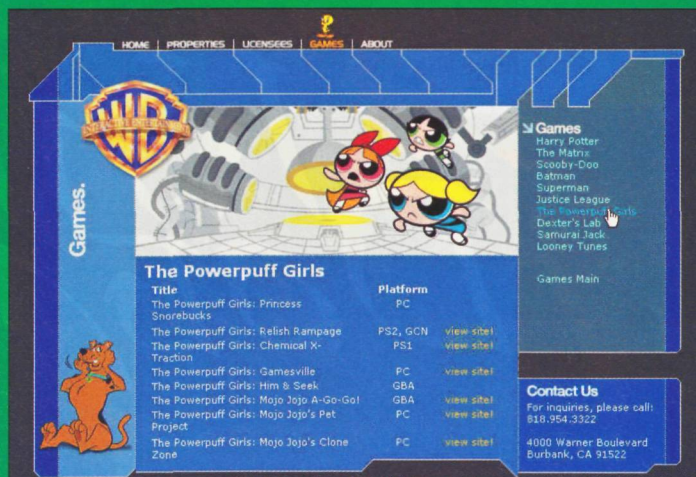 HOME | PROPERTIES | LICENSEES | GAMES | ABOUT
WB
INTERACTIVE ENTERTAINMENT
Games.
The Powerpuff Girls
Title Platform
The Powerpuff Girls: Princess PC
Snorebucks
The Powerpuff Girls: Relish Rampage PS2, GCN view site!
The Powerpuff Girls: Chemical X- PS1 view site!
Traction
The Powerpuff Girls: Gamesville PC view site!
The Powerpuff Girls: Him & Seek GBA
The Powerpuff Girls: Mojo Jojo A-Go-Go! GBA view site!
The Powerpuff Girls: Mojo Jojo's Pet PC view site!
Project
The Powerpuff Girls: Mojo Jojo's Clone PC view site!
Zone
Games
Harry Potter
The Matrix
Scooby-Doo
Batman
Superman
Justice League
The Powerpuff Girls
Dexter's Lab
Samurai Jack
Looney Tunes
Games Main
Contact Us
For inquiries, please call:
818.954.3322
4000 Warner Boulevard
Burbank, CA 91522